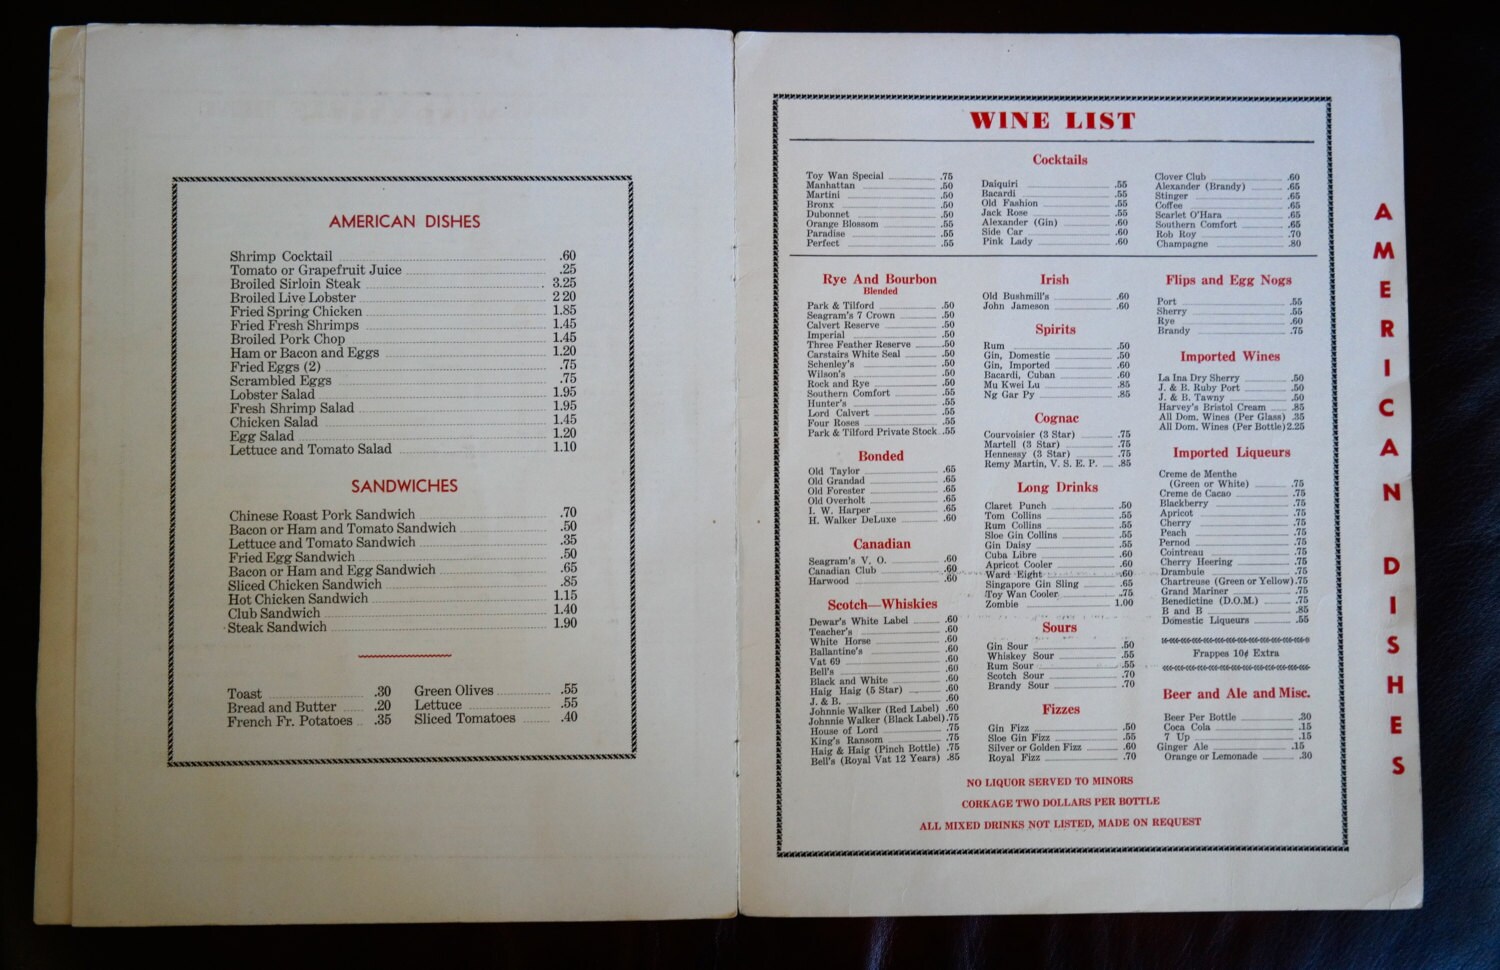 AMERICAN DISHES
Shrimp Cocktail .60
Tomato or Grapefruit Juice .25
Broiled Sirloin Steak 3.25
Broiled Live Lobster 2 20
Fried Spring Chicken 1.85
Fried Fresh Shrimps 1.45
Broiled Pork Chop 1.45
Ham or Bacon and Eggs 1.20
Fried Eggs (2) .75
Scrambled Eggs .75
Lobster Salad 1.95
Fresh Shrimp Salad 1.95
Chicken Salad 1.45
Egg Salad 1.20
Lettuce and Tomato Salad 1.10
SANDWICHES
Chinese Roast Pork Sandwich .70
Bacon or Ham and Tomato Sandwich .50
Lettuce and Tomato Sandwich .35
Fried Egg Sandwich .50
Bacon or Ham and Egg Sandwich .65
Sliced Chicken Sandwich .85
Hot Chicken Sandwich 1.15
Club Sandwich 1.40
Steak Sandwich 1.90
Toast .30
Bread and Butter .20
French Fr. Potatoes .35
Green Olives .55
Lettuce .55
Sliced Tomatoes .40
WINE LIST
Cocktails
Toy Wan Special .75
Manhattan .50
Martini .50
Bronx .50
Dubonnet .50
Orange Blossom .55
Paradise .55
Perfect .55
Daiquiri .55
Bacardi .55
Old Fashion .55
Jack Rose .55
Alexander (Gin) .60
Side Car .60
Pink Lady .60
Clover Club .60
Alexander (Brandy) .65
Stinger .65
Coffee .65
Scarlet O'Hara .65
Southern Comfort .65
Rob Roy .70
Champagne .80
Rye And Bourbon
Blended
Park & Tilford .50
Seagram's 7 Crown .50
Calvert Reserve .50
Imperial .50
Three Feather Reserve .50
Carstairs White Seal .50
Schenley's .50
Wilson's .50
Rock and Rye .50
Southern Comfort .55
Hunter's .55
Lord Calvert .55
Four Roses .55
Park & Tilford Private Stock .55
Bonded
Old Taylor .65
Old Grandad .65
Old Forester .65
Old Overholt .65
I. W. Harper .65
H. Walker DeLuxe .60
Canadian
Seagram's V. O. .60
Canadian Club .60
Harwood .60
Scotch—Whiskies
Dewar's White Label .60
Teacher's .60
White Horse .60
Ballantine's .60
Vat 69 .60
Bell's .60
Black and White .60
Haig Haig (5 Star) .60
J. & B. .60
Johnnie Walker (Red Label) .60
Johnnie Walker (Black Label) .75
House of Lord .75
King's Ransom .75
Haig & Haig (Pinch Bottle) .75
Bell's (Royal Vat 12 Years) .85
Irish
Old Bushmill's .60
John Jameson .60
Spirits
Rum .50
Gin, Domestic .50
Gin, Imported .60
Bacardi, Cuban .60
Mu Kwei Lu .85
Ng Gar Py .85
Cognac
Courvoisier (3 Star) .75
Martell (3 Star) .75
Hennessy (3 Star) .75
Remy Martin, V. S. E. P. .85
Long Drinks
Claret Punch .50
Tom Collins .55
Rum Collins .55
Sloe Gin Collins .55
Gin Daisy .55
Cuba Libre .60
Apricot Cooler .60
Ward Eight .60
Singapore Gin Sling .65
Toy Wan Cooler .75
Zombie 1.00
Sours
Gin Sour .50
Whiskey Sour .55
Rum Sour .55
Scotch Sour .70
Brandy Sour .70
Fizzes
Gin Fizz .50
Sloe Gin Fizz .55
Silver or Golden Fizz .60
Royal Fizz .70
Flips and Egg Nogs
Port .55
Sherry .55
Rye .60
Brandy .75
Imported Wines
La Ina Dry Sherry .50
J. & B. Ruby Port .50
J. & B. Tawny .50
Harvey's Bristol Cream .85
All Dom. Wines (Per Glass) .35
All Dom. Wines (Per Bottle) 2.25
Imported Liqueurs
Creme de Menthe
(Green or White) .75
Creme de Cacao .75
Blackberry .75
Apricot .75
Cherry .75
Peach .75
Pernod .75
Cointreau .75
Cherry Heering .75
Drambuie .75
Chartreuse (Green or Yellow) .75
Grand Mariner .75
Benedictine (D.O.M.) .75
B and B .85
Domestic Liqueurs .55
Frappes 10¢ Extra
Beer and Ale and Misc.
Beer Per Bottle .30
Coca Cola .15
7 Up .15
Ginger Ale .15
Orange or Lemonade .30
NO LIQUOR SERVED TO MINORS
CORKAGE TWO DOLLARS PER BOTTLE
ALL MIXED DRINKS NOT LISTED, MADE ON REQUEST
AMERICAN DISHES